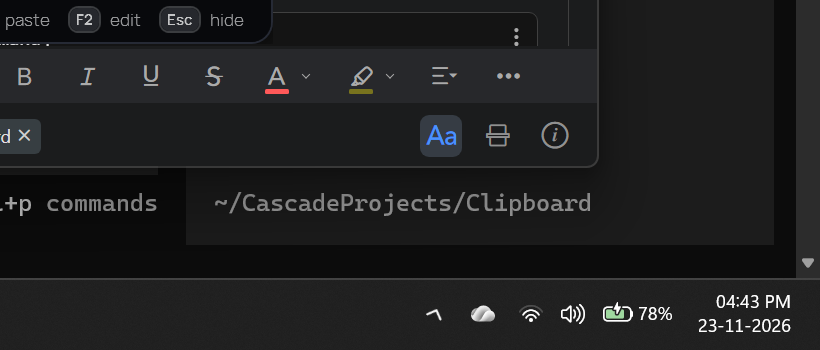 paste F2 edit Esc hide
B I U S A
d ×
Aa i
+p commands ~/CascadeProjects/Clipboard
78% 04:43 PM
23-11-2026